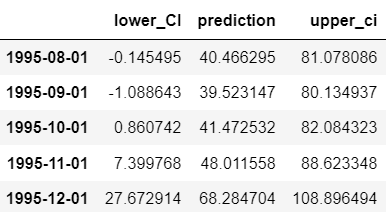 lower_CI prediction upper_ci
1995-08-01 -0.145495 40.466295 81.078086
1995-09-01 -1.088643 39.523147 80.134937
1995-10-01 0.860742 41.472532 82.084323
1995-11-01 7.399768 48.011558 88.623348
1995-12-01 27.672914 68.284704 108.896494